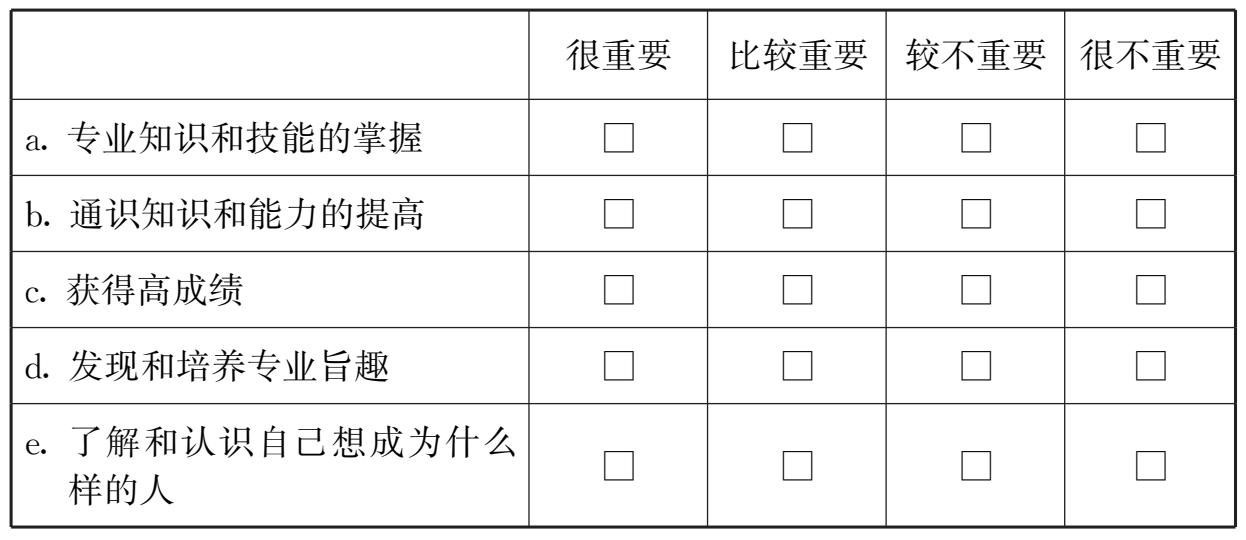 很重要 比较重要 较不重要 很不重要
a. 专业知识和技能的掌握 □ □ □ □
b. 通识知识和能力的提高 □ □ □ □
c. 获得高成绩 □ □ □ □
d. 发现和培养专业旨趣 □ □ □ □
e. 了解和认识自己想成为什么
样的人 □ □ □ □